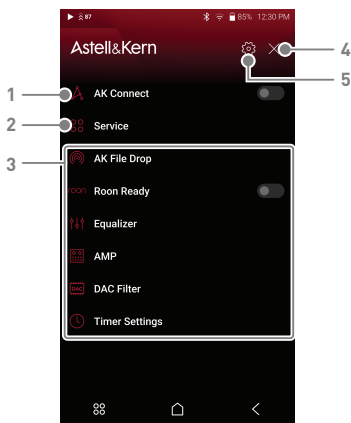 87 85% 12:30 PM
Astell&Kern
4
5
1 AK Connect
2 Service
3 AK File Drop
roon Roon Ready
Equalizer
AMP
DAC DAC Filter
Timer Settings